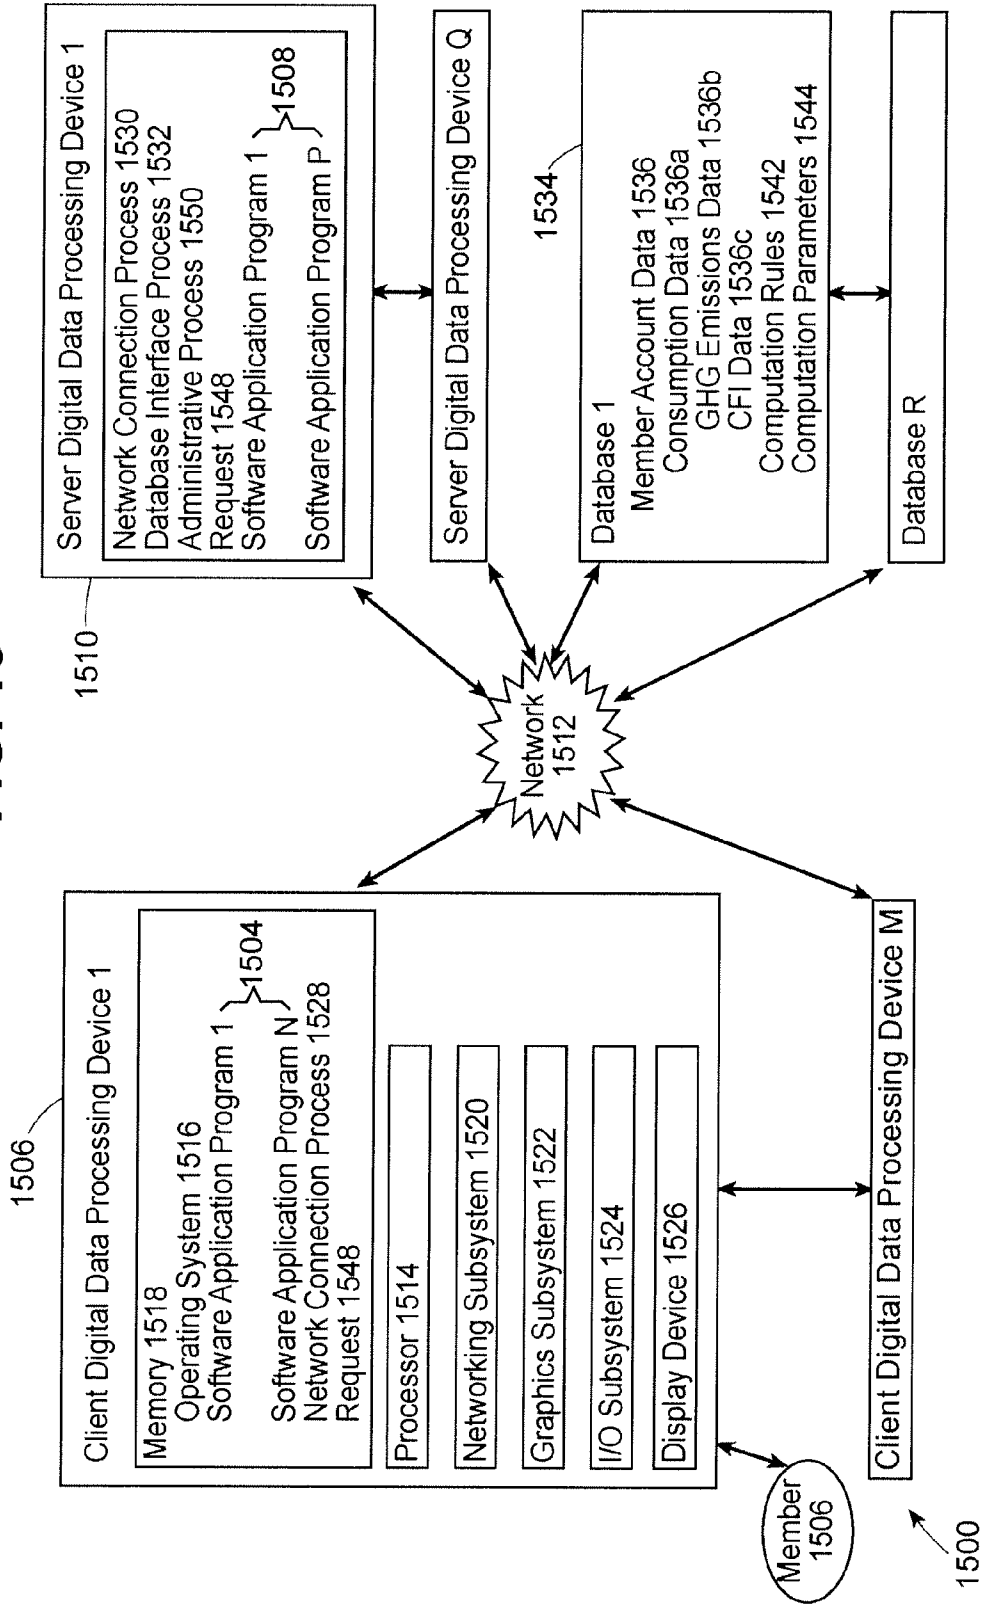 1506
Client Digital Data Processing Device 1
Memory 1518
Operating System 1516
Software Application Program 1
1504
Software Application Program N
Network Connection Process 1528
Request 1548
Processor 1514
Networking Subsystem 1520
Graphics Subsystem 1522
I/O Subsystem 1524
Display Device 1526
Member
1506
Client Digital Data Processing Device M
1500
Network
1512
1510
Server Digital Data Processing Device 1
Network Connection Process 1530
Database Interface Process 1532
Administrative Process 1550
Request 1548
Software Application Program 1
1508
Software Application Program P
Server Digital Data Processing Device Q
1534
Database 1
Member Account Data 1536
Consumption Data 1536a
GHG Emissions Data 1536b
CFI Data 1536c
Computation Rules 1542
Computation Parameters 1544
Database R